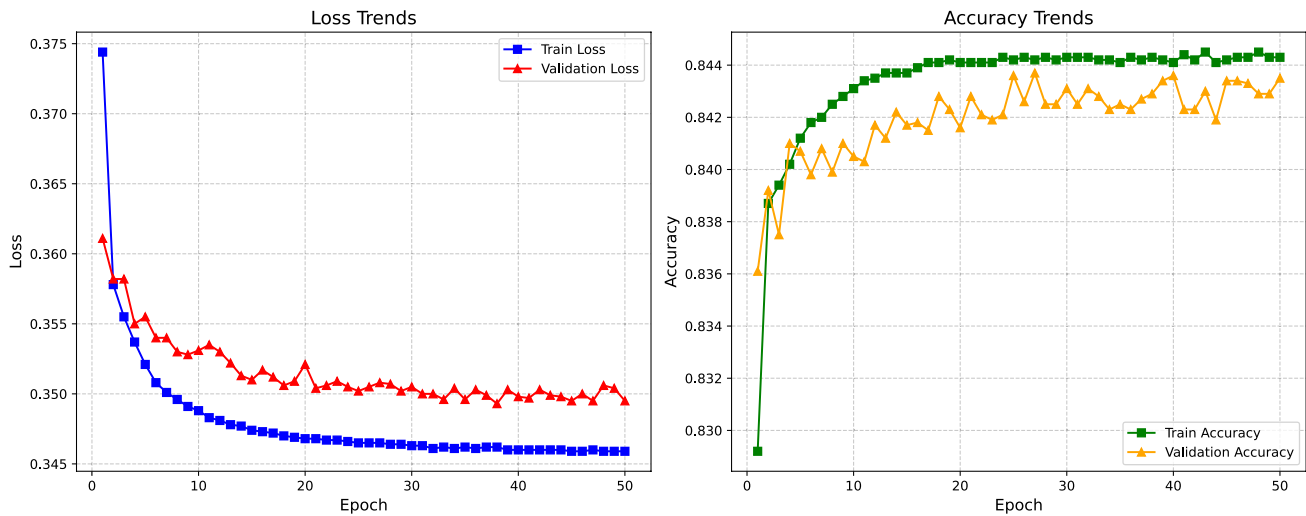 Loss Trends
0.375
0.370
0.365
0.360
0.355
0.350
0.345
Loss
0 10 20 30 40 50
Epoch
Train Loss
Validation Loss
Accuracy Trends
0.844
0.842
0.840
0.838
0.836
0.834
0.832
0.830
Accuracy
0 10 20 30 40 50
Epoch
Train Accuracy
Validation Accuracy